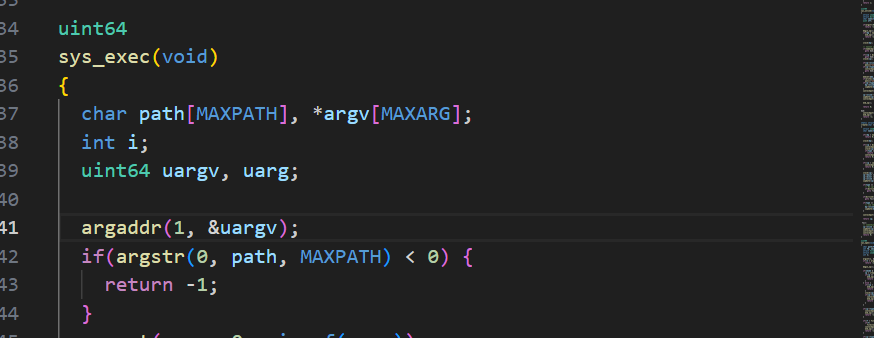 34 uint64
35 sys_exec(void)
36 {
37 char path[MAXPATH], *argv[MAXARG];
38 int i;
39 uint64 uargv, uarg;
40
41 argaddr(1, &uargv);
42 if(argstr(0, path, MAXPATH) < 0) {
43 return -1;
44 }